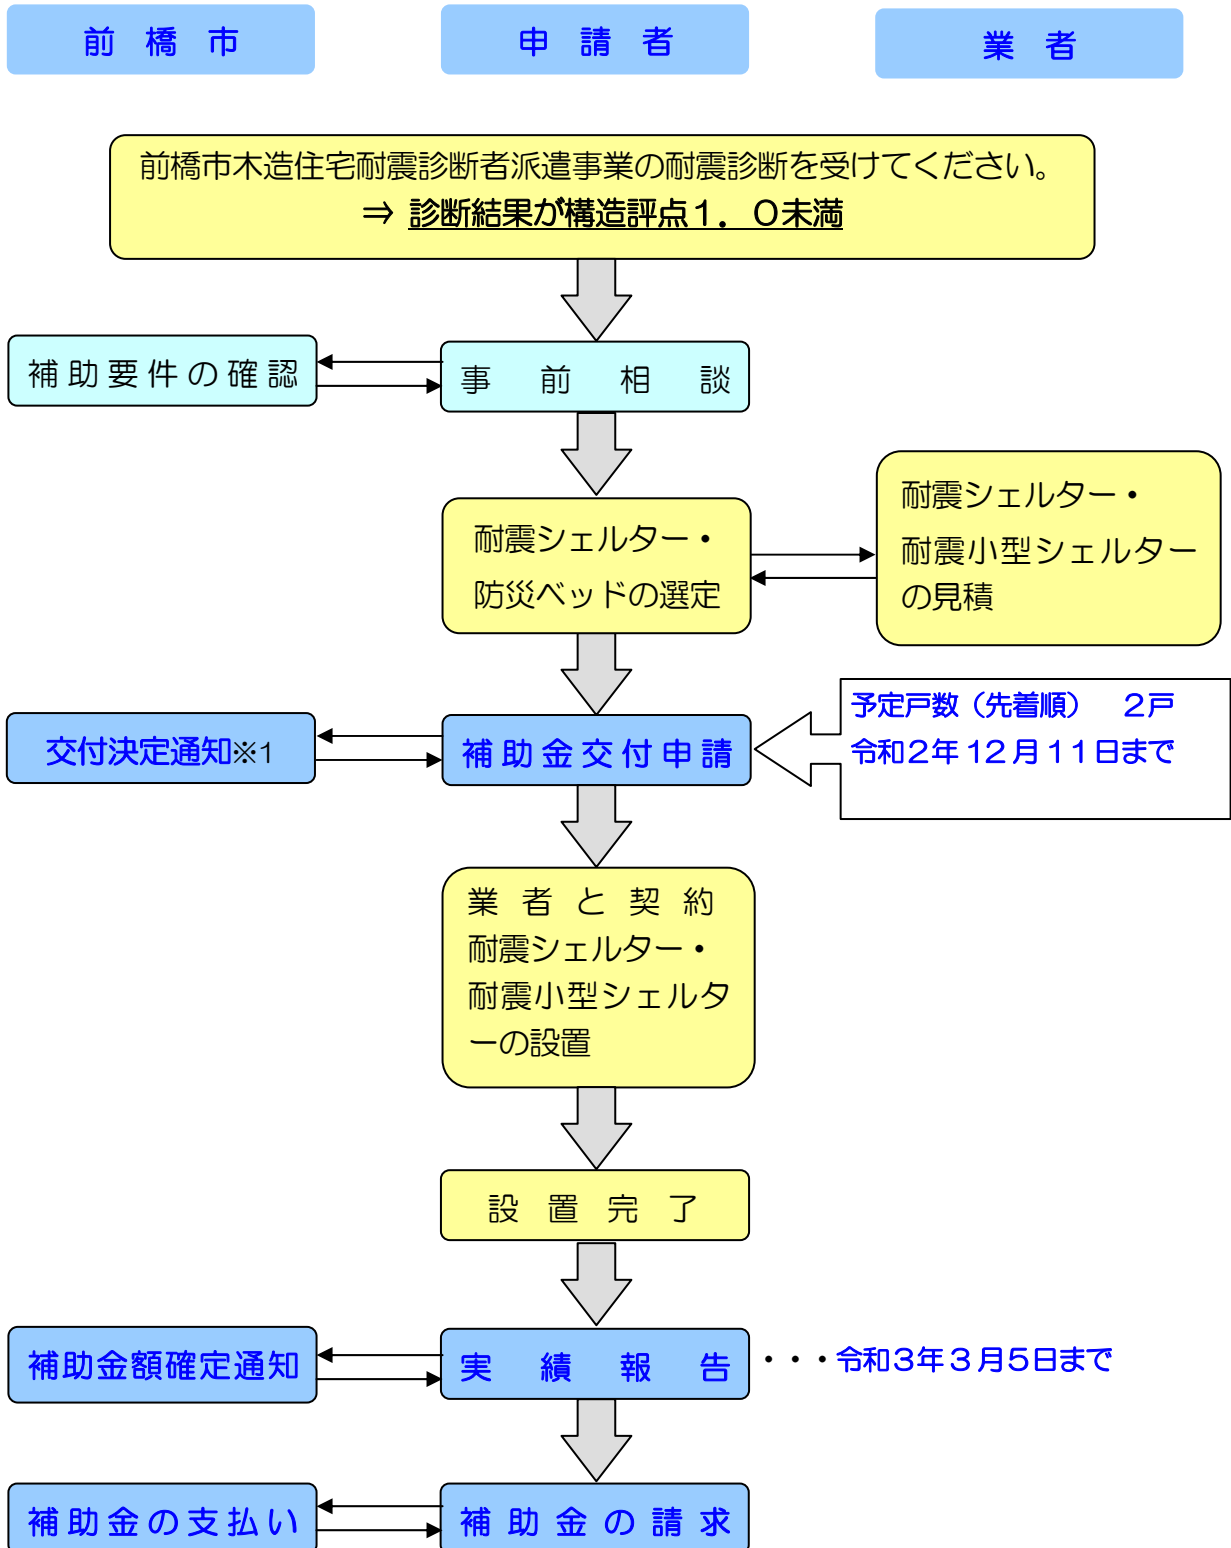 前 橋 市
申 請 者
業 者
前橋市木造住宅耐震診断者派遣事業の耐震診断を受けてください。
⇒ 診断結果が構造評点１．０未満
補助要件の確認
事 前 相 談
耐震シェルター・
防災ベッドの選定
耐震シェルター・
耐震小型シェルター
の見積
交付決定通知※1
補助金交付申請
予定戸数（先着順） ２戸
令和２年12月11日まで
業 者 と 契 約
耐震シェルター・
耐震小型シェルタ
ーの設置
設 置 完 了
補助金額確定通知
実 績 報 告
・・・令和３年３月５日まで
補助金の支払い
補助金の請求